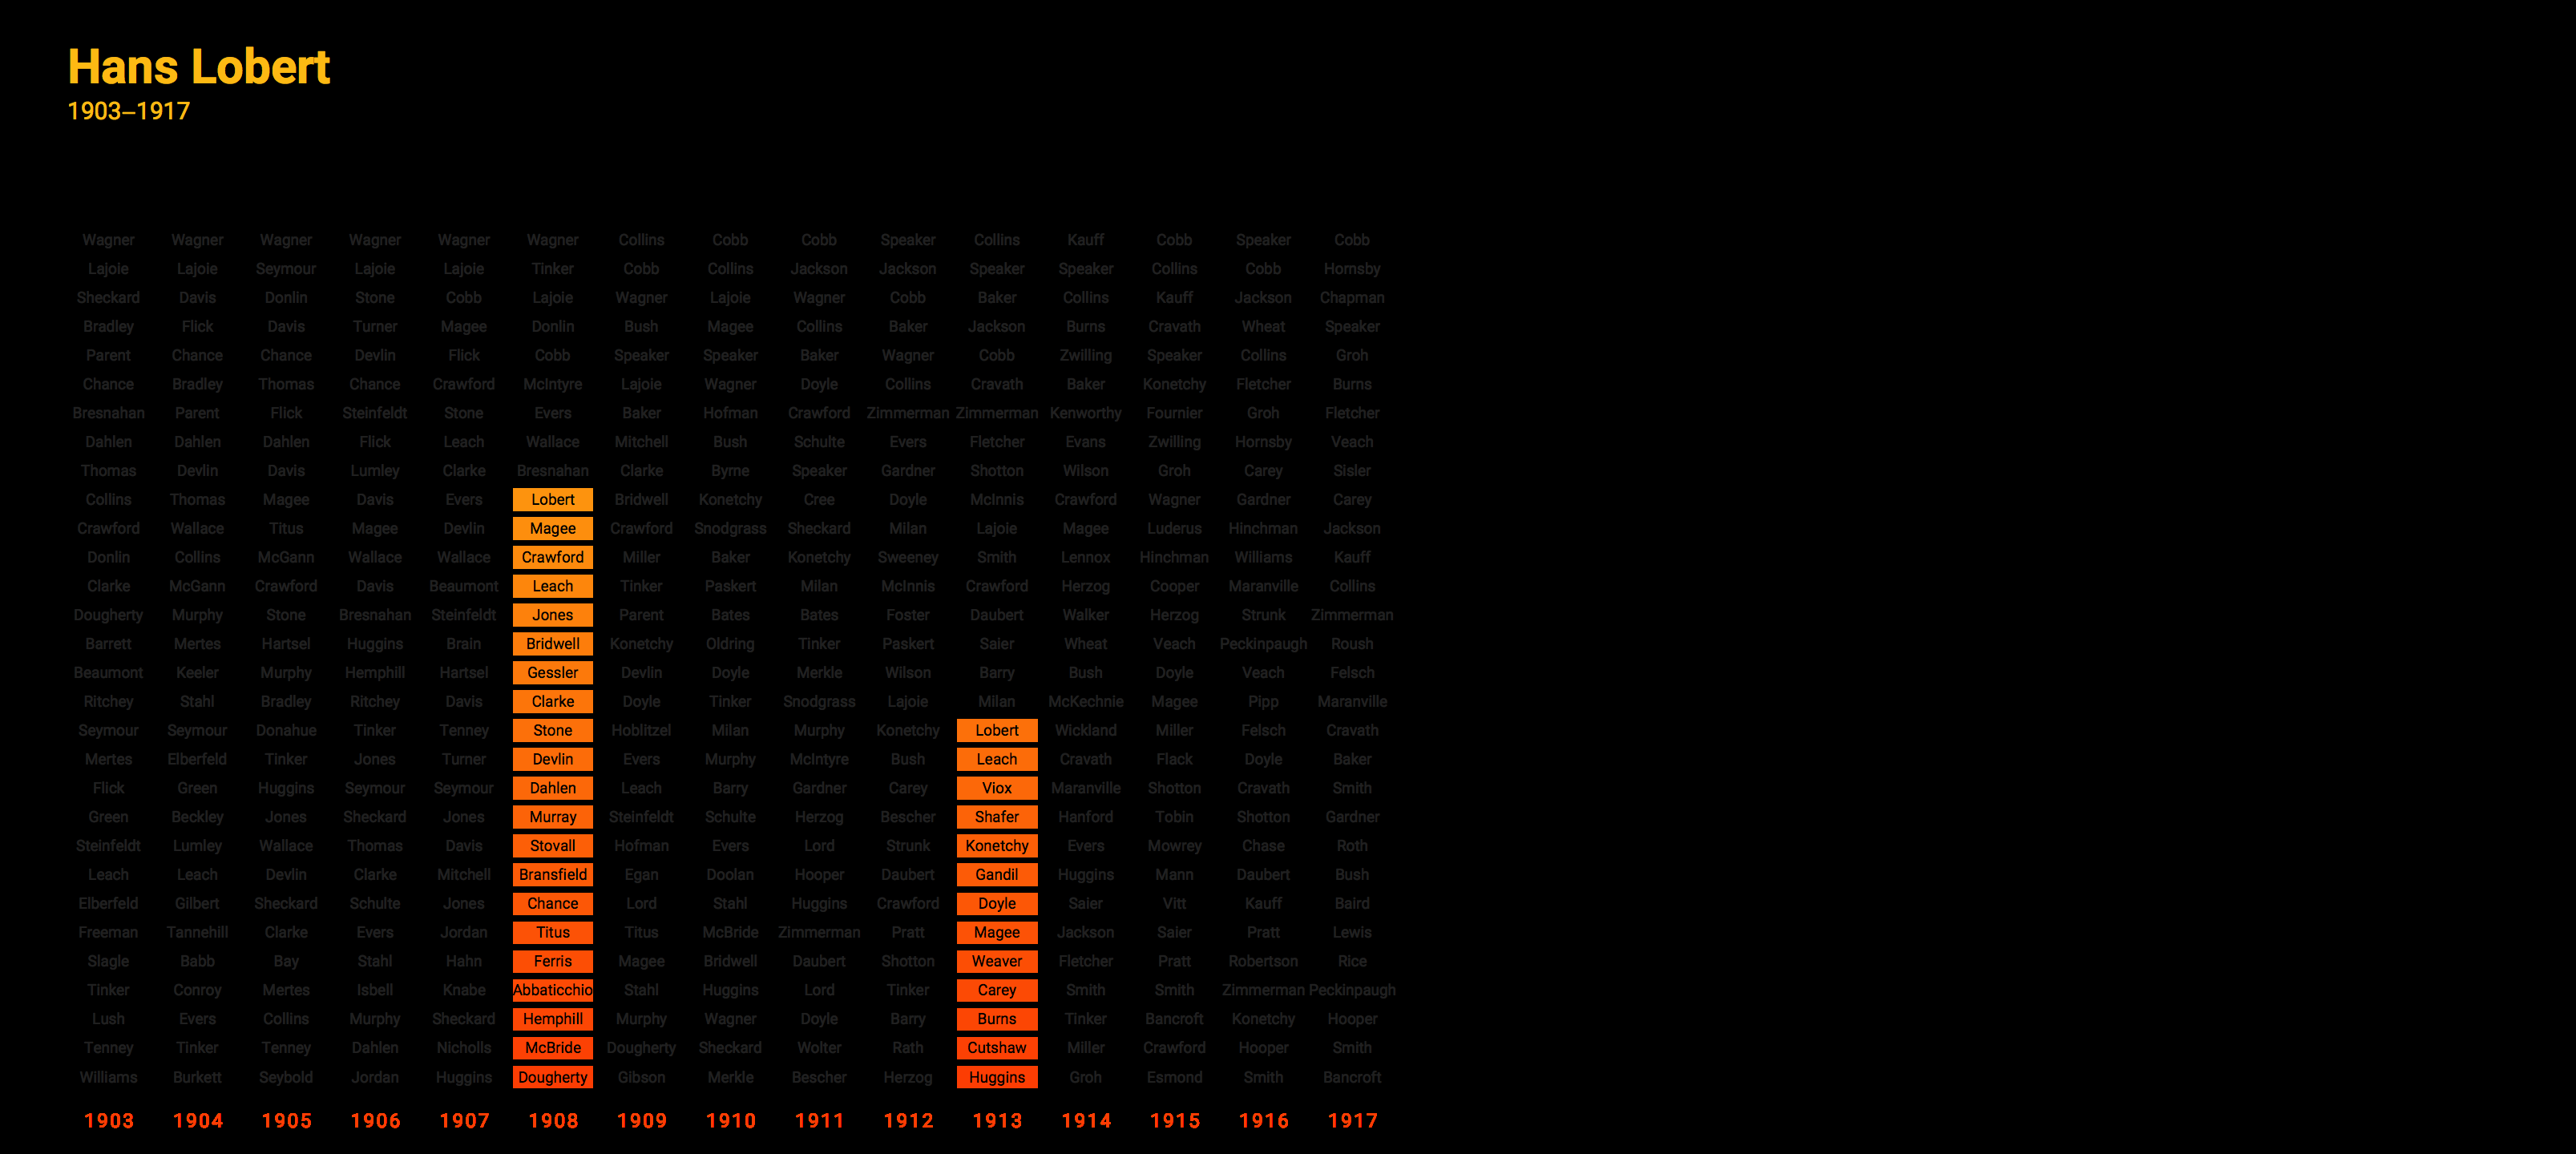 Hans Lobert
1903–1917
Wagner Wagner Wagner Wagner Wagner Wagner Collins Cobb Cobb Speaker Collins Kauff Cobb Speaker Cobb
Lajoie Lajoie Seymour Lajoie Lajoie Tinker Cobb Collins Jackson Jackson Speaker Speaker Collins Cobb Hornsby
Sheckard Davis Donlin Stone Cobb Lajoie Wagner Lajoie Wagner Cobb Baker Collins Kauff Jackson Chapman
Bradley Flick Davis Turner Magee Donlin Bush Magee Collins Baker Jackson Burns Cravath Wheat Speaker
Parent Chance Chance Devlin Flick Cobb Speaker Speaker Baker Wagner Cobb Zwilling Speaker Collins Groh
Chance Bradley Thomas Chance Crawford McIntyre Lajoie Wagner Doyle Collins Cravath Baker Konetchy Fletcher Burns
Bresnahan Parent Flick Steinfeldt Stone Evers Baker Hofman Crawford Zimmerman Zimmerman Kenworthy Fournier Groh Fletcher
Dahlen Dahlen Dahlen Flick Leach Wallace Mitchell Bush Schulte Evers Fletcher Evans Zwilling Hornsby Veach
Thomas Devlin Davis Lumley Clarke Bresnahan Clarke Byrne Speaker Gardner Shotton Wilson Groh Carey Sisler
Collins Thomas Magee Davis Evers Lobert Bridwell Konetchy Cree Doyle McInnis Crawford Wagner Gardner Carey
Crawford Wallace Titus Magee Devlin Magee Crawford Snodgrass Sheckard Milan Lajoie Magee Luderus Hinchman Jackson
Donlin Collins McGann Wallace Wallace Crawford Miller Baker Konetchy Sweeney Smith Lennox Hinchman Williams Kauff
Clarke McGann Crawford Davis Beaumont Leach Tinker Paskert Milan McInnis Crawford Herzog Cooper Maranville Collins
Dougherty Murphy Stone Bresnahan Steinfeldt Jones Parent Bates Bates Foster Daubert Walker Herzog Strunk Zimmerman
Barrett Mertes Hartsel Huggins Brain Bridwell Konetchy Oldring Tinker Paskert Saier Wheat Veach Peckinpaugh Roush
Beaumont Keeler Murphy Hemphill Hartsel Gessler Devlin Doyle Merkle Wilson Barry Bush Doyle Veach Felsch
Ritchey Stahl Bradley Ritchey Davis Clarke Doyle Tinker Snodgrass Lajoie Milan McKechnie Magee Pipp Maranville
Seymour Seymour Donahue Tinker Tenney Stone Hoblitzel Milan Murphy Konetchy Lobert Wickland Miller Felsch Cravath
Mertes Elberfeld Tinker Jones Turner Devlin Evers Murphy McIntyre Bush Leach Cravath Flack Doyle Baker
Flick Green Huggins Seymour Seymour Dahlen Leach Barry Gardner Carey Viox Maranville Shotton Cravath Smith
Green Beckley Jones Sheckard Jones Murray Steinfeldt Schulte Herzog Bescher Shafer Hanford Tobin Shotton Gardner
Steinfeldt Lumley Wallace Thomas Davis Stovall Hofman Evers Lord Strunk Konetchy Evers Mowrey Chase Roth
Leach Leach Devlin Clarke Mitchell Bransfield Egan Doolan Hooper Daubert Gandil Huggins Mann Daubert Bush
Elberfeld Gilbert Sheckard Schulte Jones Chance Lord Stahl Huggins Crawford Doyle Saier Vitt Kauff Baird
Freeman Tannehill Clarke Evers Jordan Titus Titus McBride Zimmerman Pratt Magee Jackson Saier Pratt Lewis
Slagle Babb Bay Stahl Hahn Ferris Magee Bridwell Daubert Shotton Weaver Fletcher Pratt Robertson Rice
Tinker Conroy Mertes Isbell Knabe Abbaticchio Stahl Huggins Lord Tinker Carey Smith Smith Zimmerman Peckinpaugh
Lush Evers Collins Murphy Sheckard Hemphill Murphy Wagner Doyle Barry Burns Tinker Bancroft Konetchy Hooper
Tenney Tinker Tenney Dahlen Nicholls McBride Dougherty Sheckard Wolter Rath Cutshaw Miller Crawford Hooper Smith
Williams Burkett Seybold Jordan Huggins Dougherty Gibson Merkle Bescher Herzog Huggins Groh Esmond Smith Bancroft
1903 1904 1905 1906 1907 1908 1909 1910 1911 1912 1913 1914 1915 1916 1917